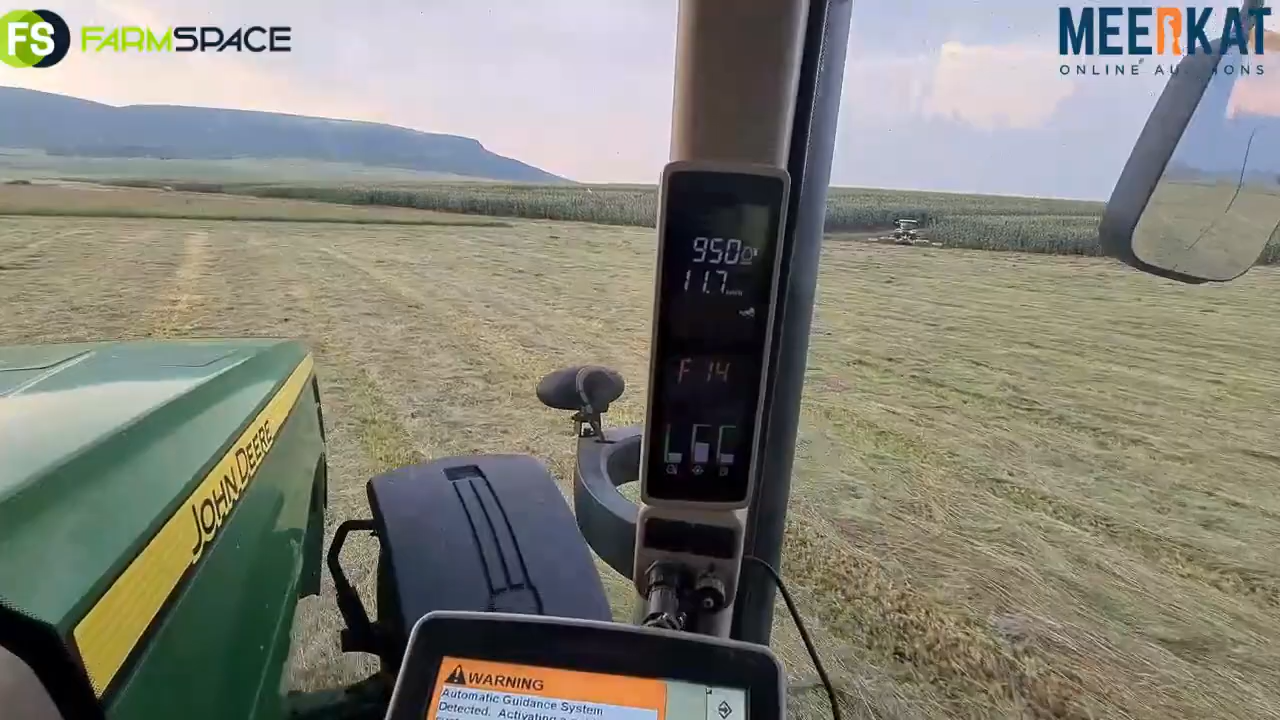 FS FARMSPACE
MEERKAT
ONLINE AUCTIONS
950
11.7
F 14
JOHN DEERE
WARNING
Automatic Guidance System
Detected. Activating a